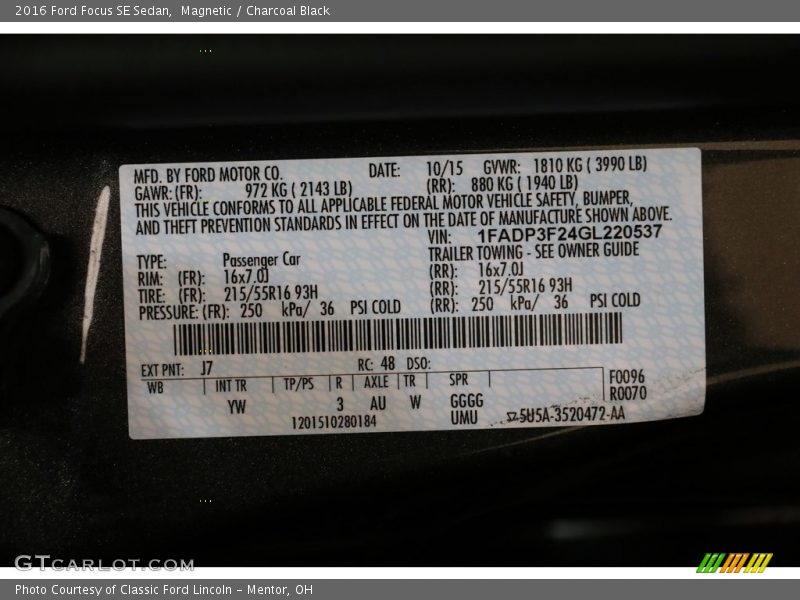 2016 Ford Focus SE Sedan,  Magnetic / Charcoal Black
MFD. BY FORD MOTOR CO. DATE: 10/15 GVWR: 1810 KG ( 3990 LB)
GAWR: (FR): 972 KG ( 2143 LB) (RR): 880 KG ( 1940 LB)
THIS VEHICLE CONFORMS TO ALL APPLICABLE FEDERAL MOTOR VEHICLE SAFETY, BUMPER,
AND THEFT PREVENTION STANDARDS IN EFFECT ON THE DATE OF MANUFACTURE SHOWN ABOVE.
VIN: 1FADP3F24GL220537
TYPE: Passenger Car TRAILER TOWING - SEE OWNER GUIDE
RIM: (FR): 16x7.0J (RR): 16x7.0J
TIRE: (FR): 215/55R16 93H (RR): 215/55R16 93H
PRESSURE: (FR): 250 kPa/ 36 PSI COLD (RR): 250 kPa/ 36 PSI COLD
EXT PNT: J7 RC: 48 DSO:
WB INT TR TP/PS R AXLE TR SPR F0096
YW 3 AU W GGGG R0070
1201510280184 UMU 5U5A-3520472-AA
GTCARLOT.COM
Photo Courtesy of Classic Ford Lincoln – Mentor, OH